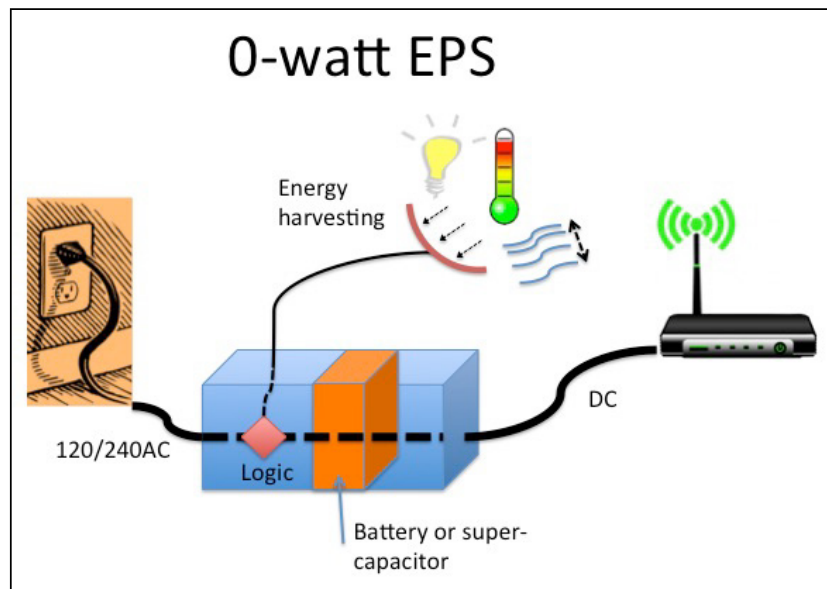 0-watt EPS
Energy
harvesting
120/240AC
Logic
DC
Battery or super-
capacitor